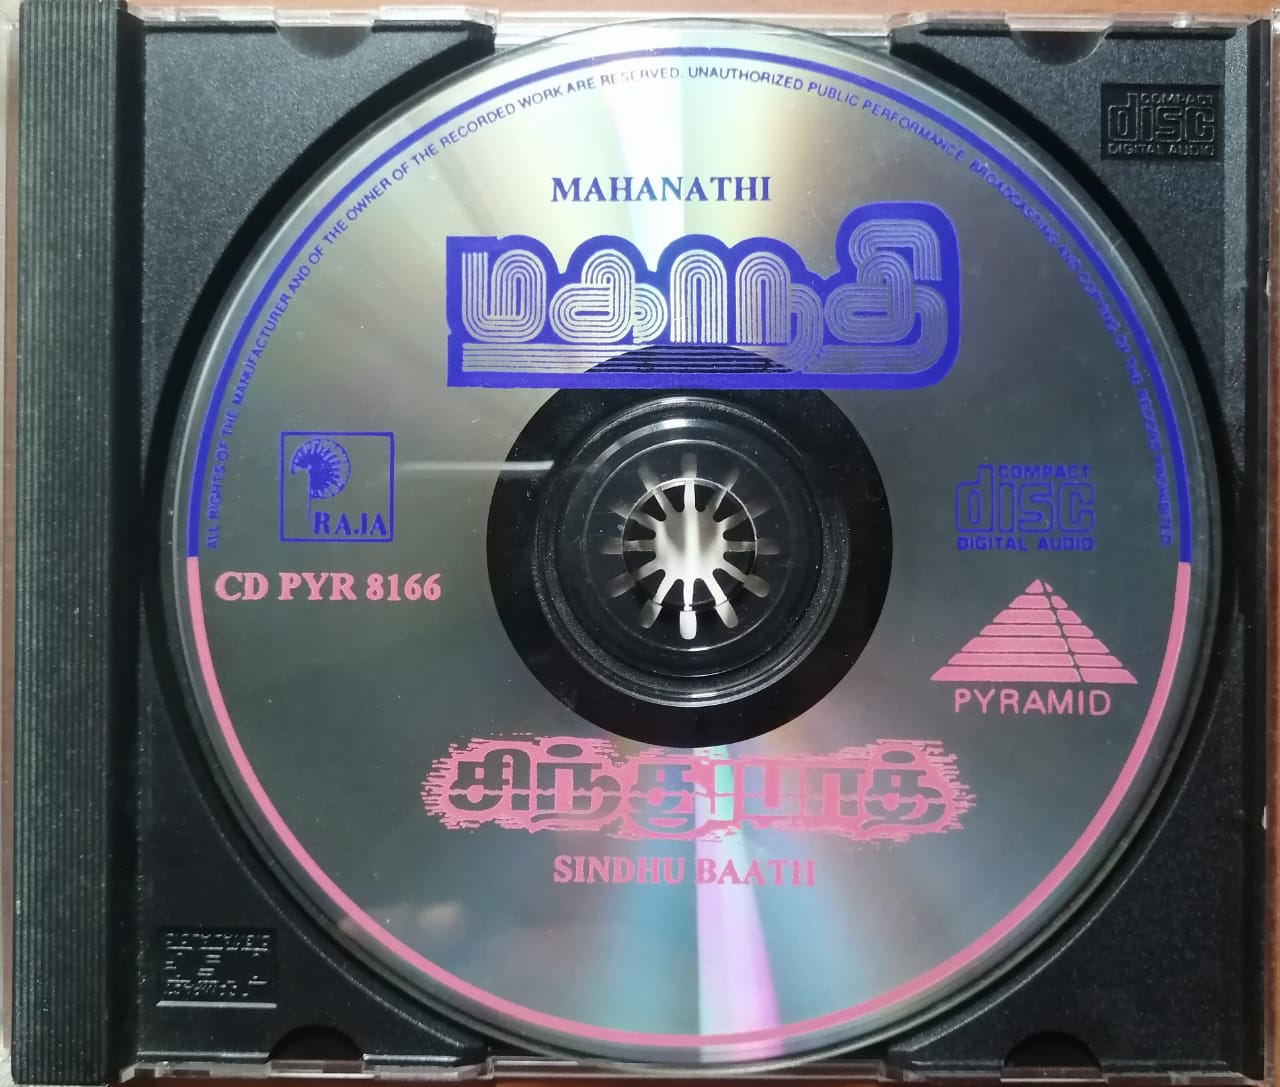 ALL RIGHTS OF THE MANUFACTURER AND OF THE OWNER OF THE RECORDED WORK ARE RESERVED. UNAUTHORIZED PUBLIC PERFORMANCE BROADCASTING AND COPYING OF THE RECORD PROHIBITED
COMPACT
disc
DIGITAL AUDIO
MAHANATHI
மகாநதி
RAJA
COMPACT
disc
DIGITAL AUDIO
CD PYR 8166
PYRAMID
சிந்துபாத்
SINDHU BAATH